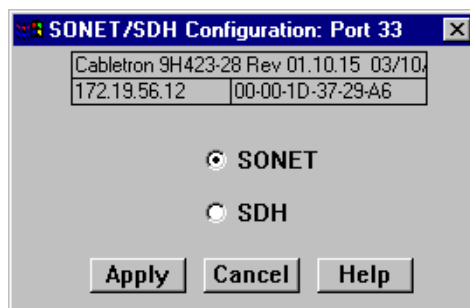 SONET/SDH Configuration: Port 33
Cabletron 9H423-28 Rev 01.10.15 03/10/
172.19.56.12 00-00-1D-37-29-A6
SONET
SDH
Apply Cancel Help